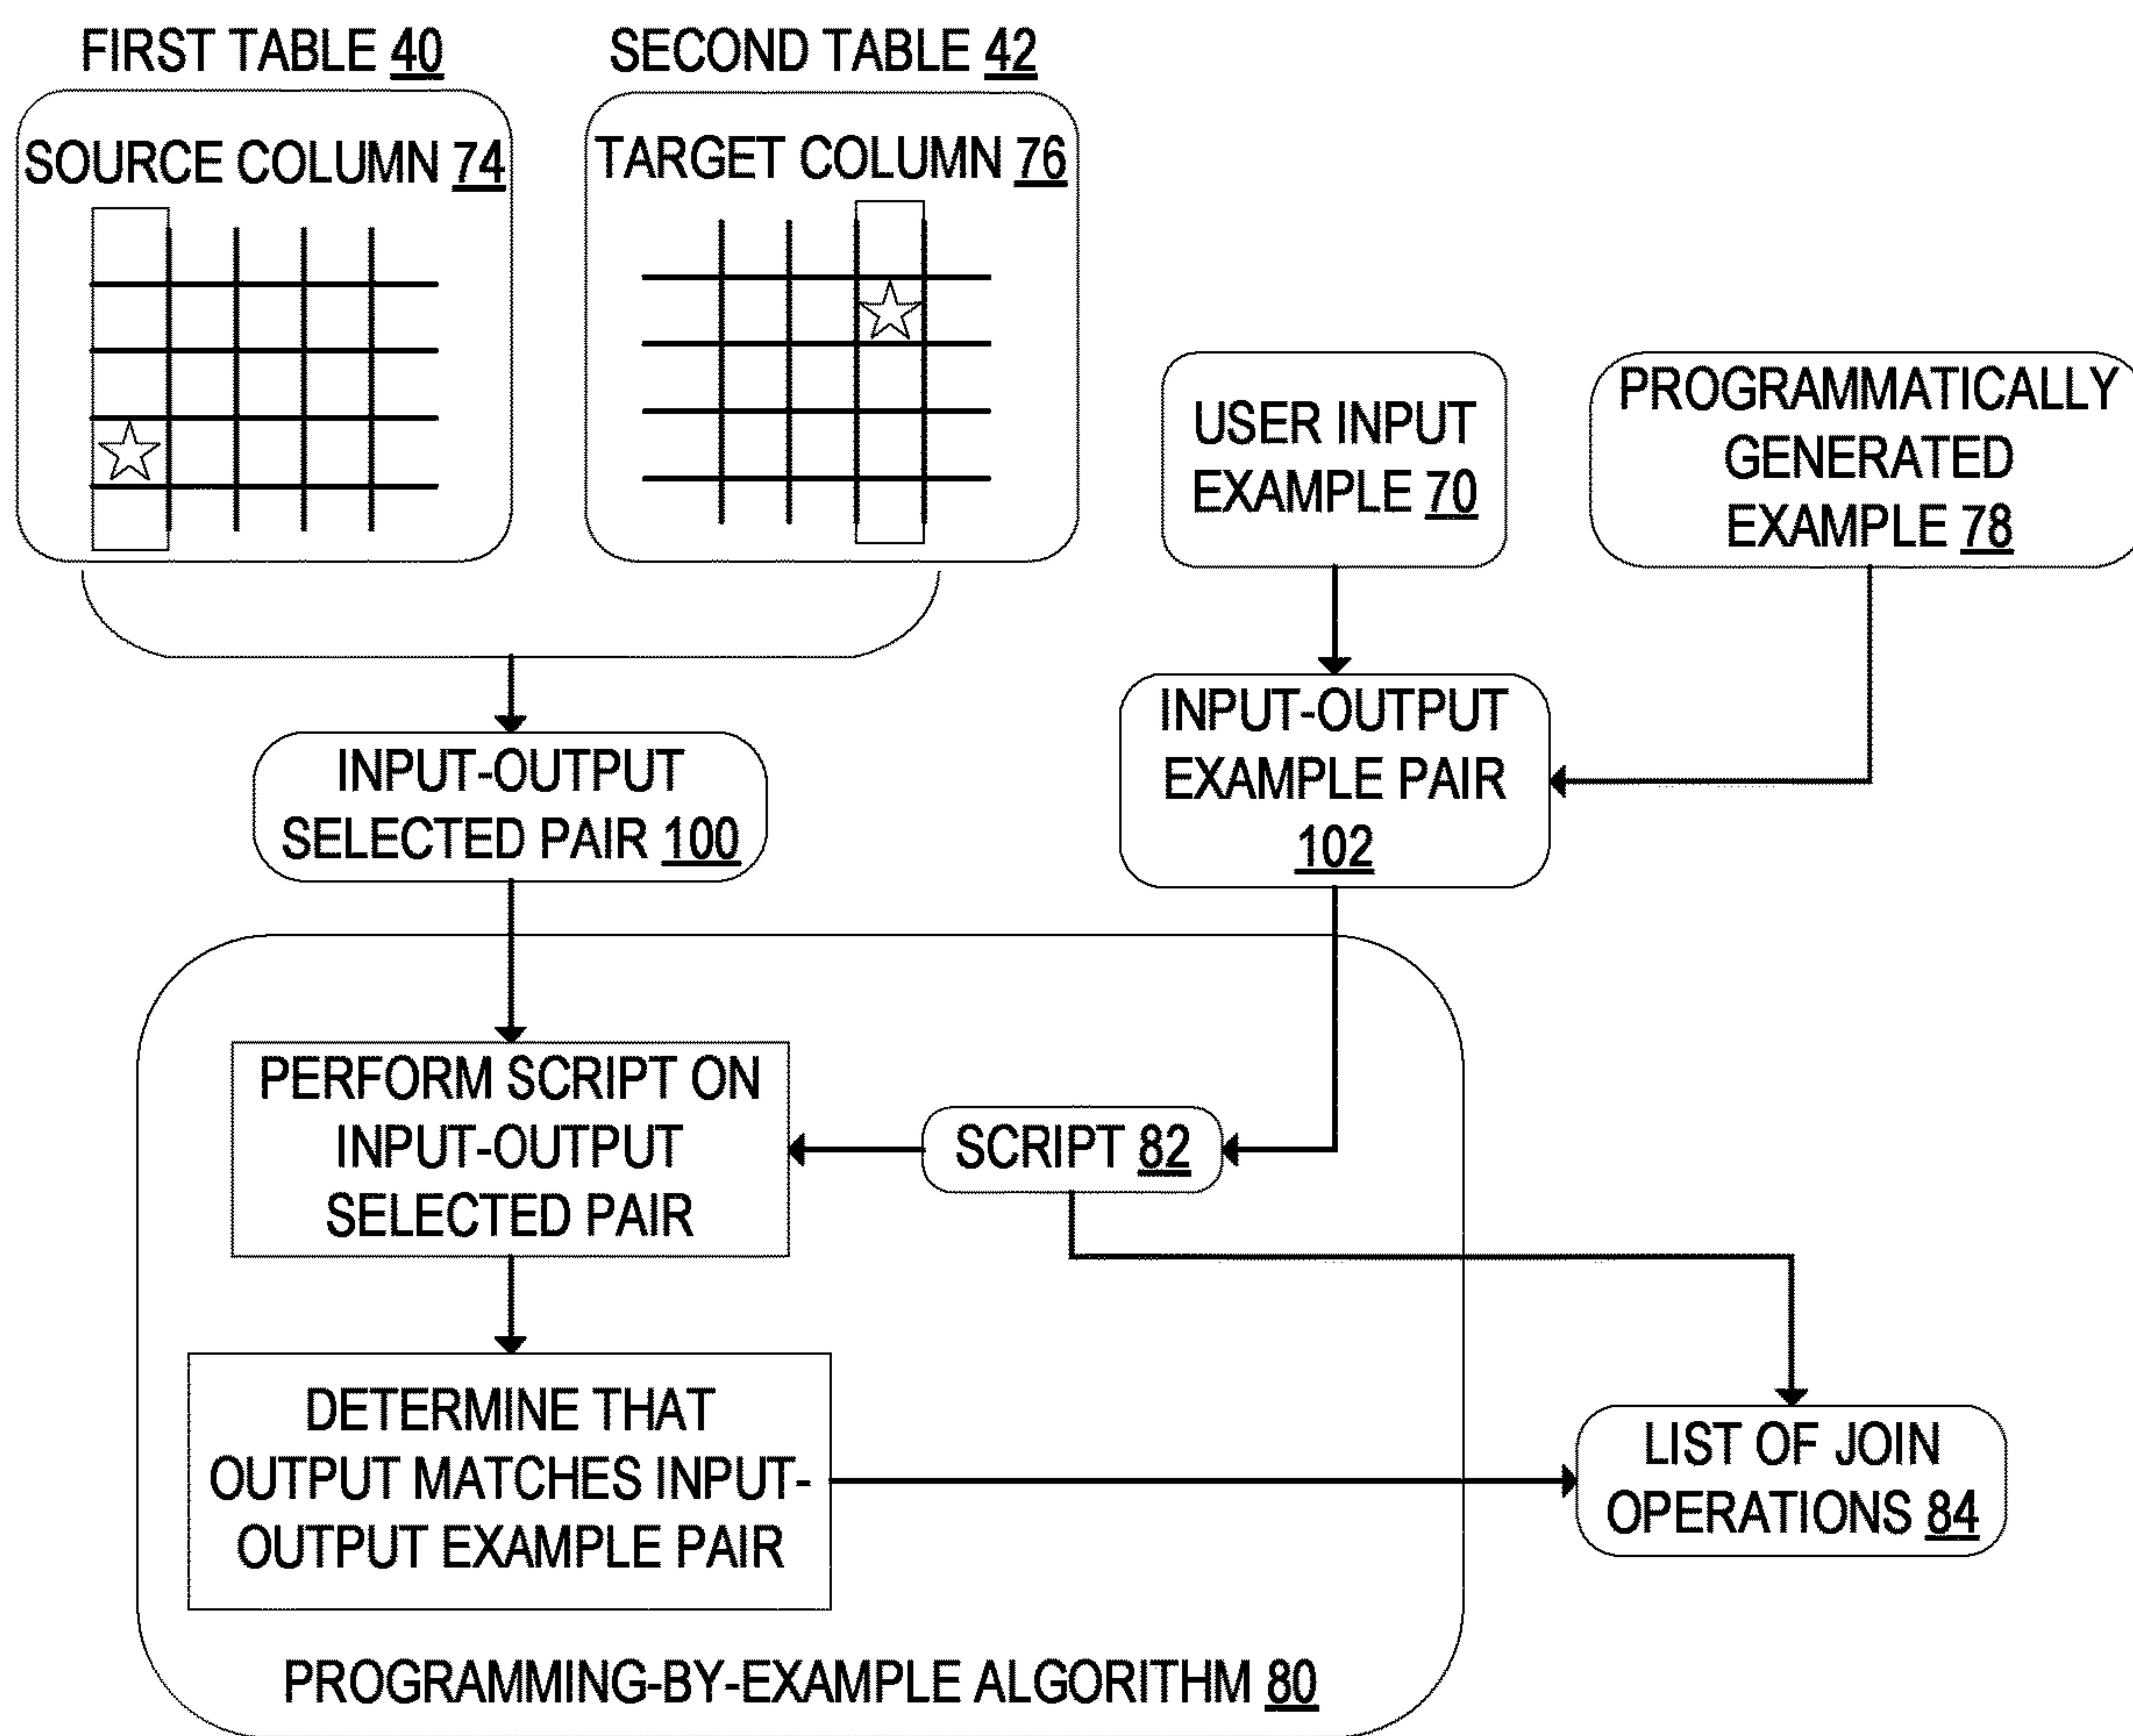 FIRST TABLE 40
SECOND TABLE 42
SOURCE COLUMN 74
TARGET COLUMN 76
USER INPUT
EXAMPLE 70
PROGRAMMATICALLY
GENERATED
EXAMPLE 78
INPUT-OUTPUT
SELECTED PAIR 100
INPUT-OUTPUT
EXAMPLE PAIR
102
PERFORM SCRIPT ON
INPUT-OUTPUT
SELECTED PAIR
SCRIPT 82
DETERMINE THAT
OUTPUT MATCHES INPUT-
OUTPUT EXAMPLE PAIR
LIST OF JOIN
OPERATIONS 84
PROGRAMMING-BY-EXAMPLE ALGORITHM 80